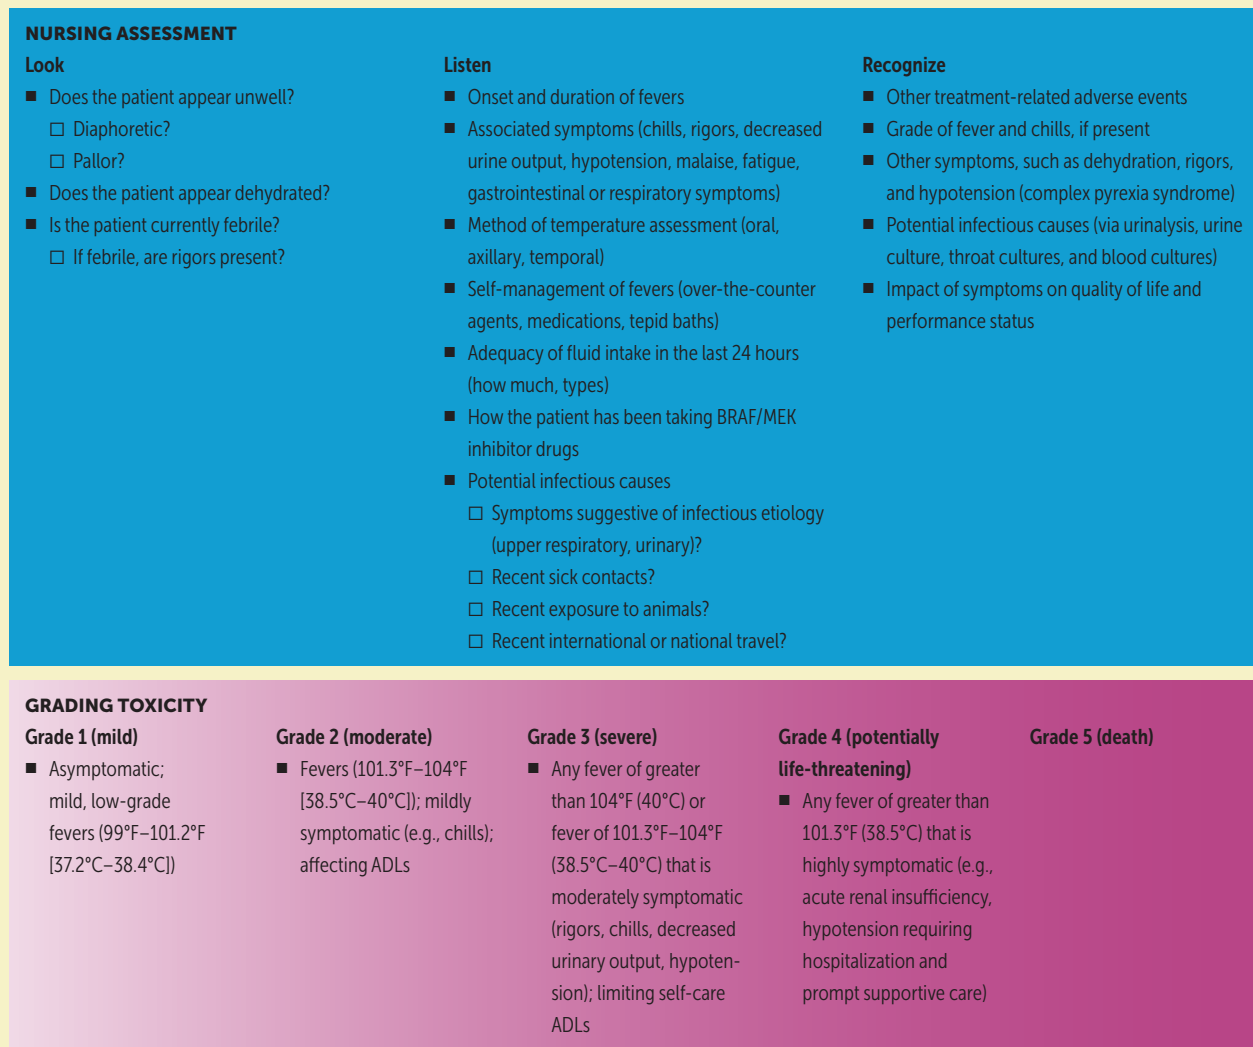 NURSING ASSESSMENT
Look
■ Does the patient appear unwell?
□ Diaphoretic?
□ Pallor?
■ Does the patient appear dehydrated?
■ Is the patient currently febrile?
□ If febrile, are rigors present?
Listen
■ Onset and duration of fevers
■ Associated symptoms (chills, rigors, decreased
urine output, hypotension, malaise, fatigue,
gastrointestinal or respiratory symptoms)
■ Method of temperature assessment (oral,
axillary, temporal)
■ Self-management of fevers (over-the-counter
agents, medications, tepid baths)
■ Adequacy of fluid intake in the last 24 hours
(how much, types)
■ How the patient has been taking BRAF/MEK
inhibitor drugs
■ Potential infectious causes
□ Symptoms suggestive of infectious etiology
(upper respiratory, urinary)?
□ Recent sick contacts?
□ Recent exposure to animals?
□ Recent international or national travel?
Recognize
■ Other treatment-related adverse events
■ Grade of fever and chills, if present
■ Other symptoms, such as dehydration, rigors,
and hypotension (complex pyrexia syndrome)
■ Potential infectious causes (via urinalysis, urine
culture, throat cultures, and blood cultures)
■ Impact of symptoms on quality of life and
performance status
GRADING TOXICITY
Grade 1 (mild)
■ Asymptomatic;
mild, low-grade
fevers (99°F–101.2°F
[37.2°C–38.4°C])
Grade 2 (moderate)
■ Fevers (101.3°F–104°F
[38.5°C–40°C]); mildly
symptomatic (e.g., chills);
affecting ADLs
Grade 3 (severe)
■ Any fever of greater
than 104°F (40°C) or
fever of 101.3°F–104°F
(38.5°C–40°C) that is
moderately symptomatic
(rigors, chills, decreased
urinary output, hypoten-
sion); limiting self-care
ADLs
Grade 4 (potentially
life-threatening)
■ Any fever of greater than
101.3°F (38.5°C) that is
highly symptomatic (e.g.,
acute renal insufficiency,
hypotension requiring
hospitalization and
prompt supportive care)
Grade 5 (death)